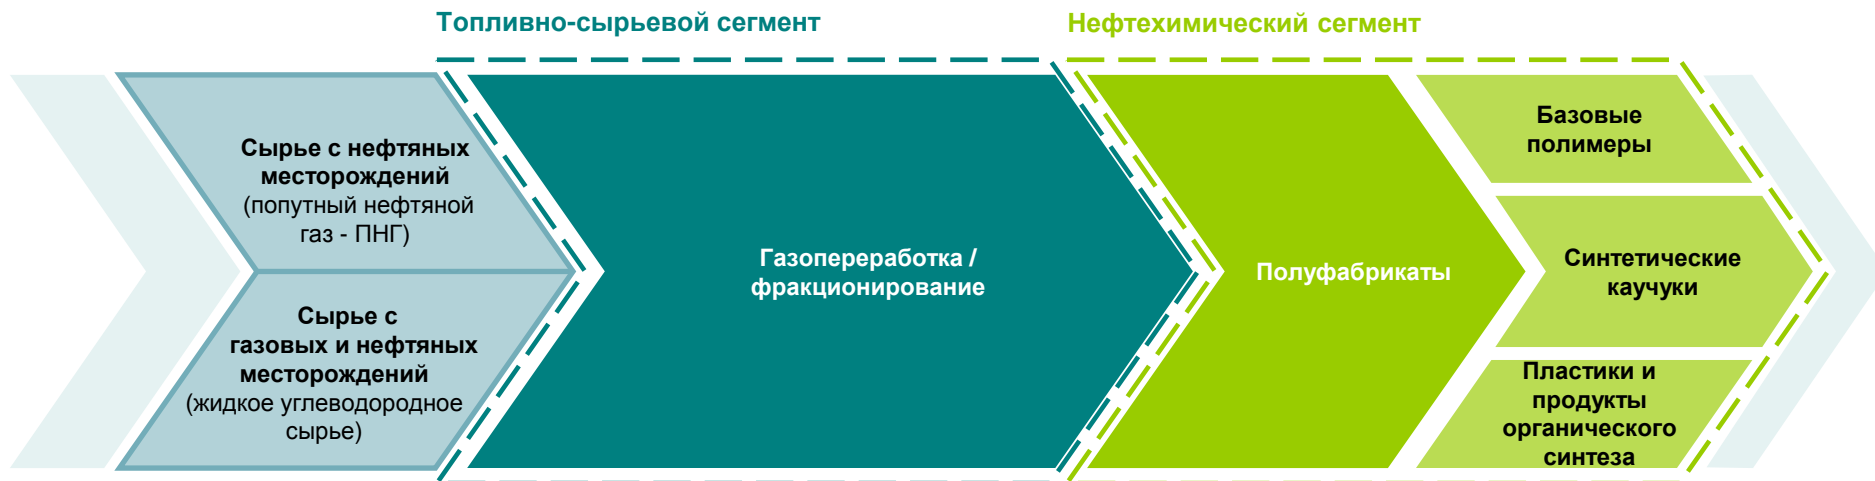 Топливно-сырьевой сегмент
Нефтехимический сегмент
Сырье с нефтяных
месторождений
(попутный нефтяной
газ - ПНГ)
Сырье с
газовых и нефтяных
месторождений
(жидкое углеводородное
сырье)
Газопереработка /
фракционирование
Полуфабрикаты
Базовые
полимеры
Синтетические
каучуки
Пластики и
продукты
органического
синтеза